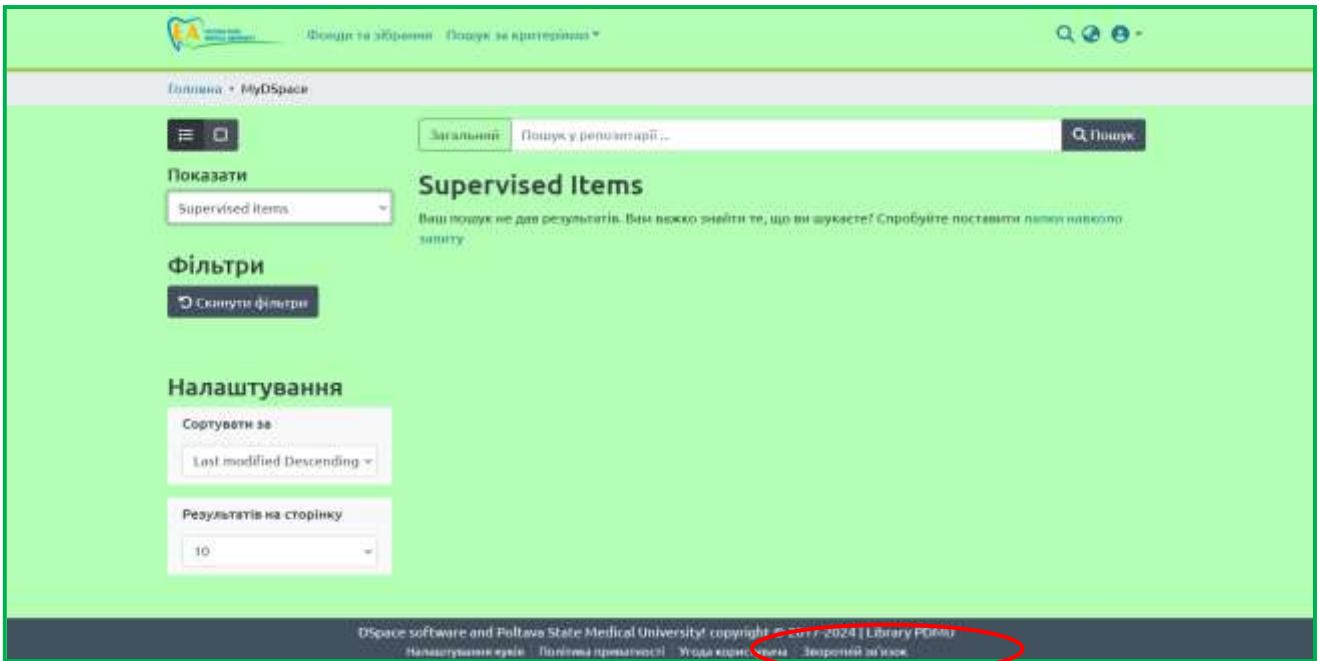 Фонди та зібрання Пошук за критеріями
Головна • MyDSpace
Загальний Пошук у репозитарії ... Пошук
Показати
Supervised items
Supervised Items
Ваш пошук не дав результатів. Вам важко знайти те, що ви шукаєте? Спробуйте поставити лапки навколо
запиту
Фільтри
Скинути фільтри
Налаштування
Сортувати за
Last modified Descending
Результатів на сторінку
10
DSpace software and Poltava State Medical University! copyright © 2017-2024 | Library PDMU
Налаштування куків Політика приватності Угода користувача Зворотній зв'язок